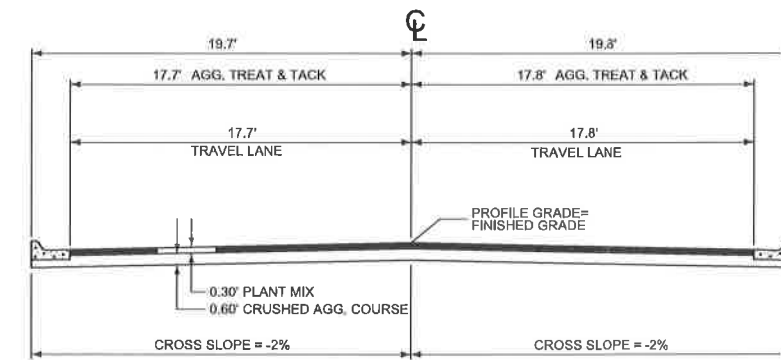 ℄
19.7' 19.8'
17.7' AGG. TREAT & TACK 17.8' AGG. TREAT & TACK
17.7' 17.8'
TRAVEL LANE TRAVEL LANE
PROFILE GRADE=
FINISHED GRADE
0.30' PLANT MIX
0.60' CRUSHED AGG. COURSE
CROSS SLOPE = -2% CROSS SLOPE = -2%